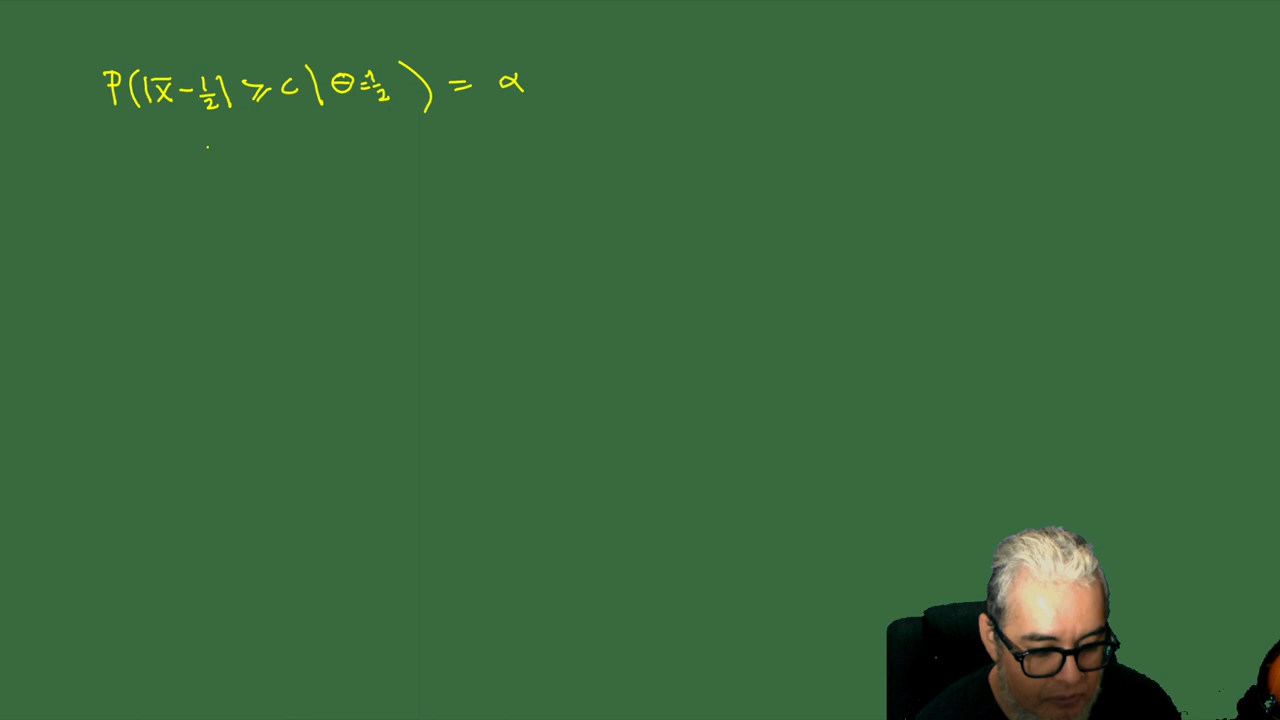 P(|x̄ - 1/2| ⩾ c | θ = 1/2) = α